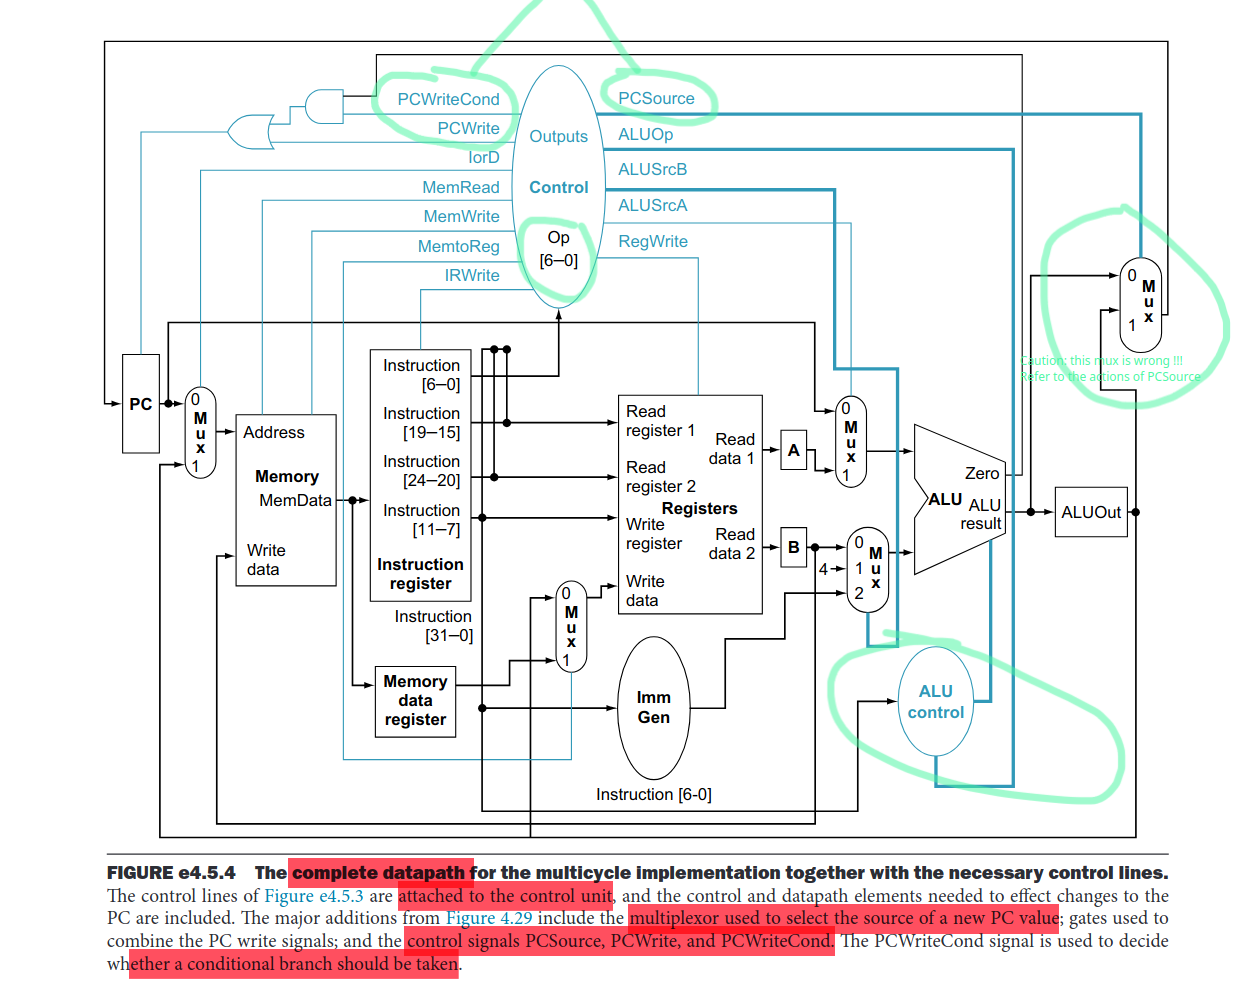 PCWriteCond
PCWrite
IorD
MemRead
MemWrite
MemtoReg
IRWrite
Outputs
Control
Op
[6–0]
PCSource
ALUOp
ALUSrcB
ALUSrcA
RegWrite
0
M
u
x
1
Caution: this mux is wrong !!!
Refer to the actions of PCSource
PC
0
M
u
x
1
Address
Memory
MemData
Write
data
Instruction
[6–0]
Instruction
[19–15]
Instruction
[24–20]
Instruction
[11–7]
Instruction
register
Instruction
[31–0]
Memory
data
register
0
M
u
x
1
Read
register 1
Read
register 2
Registers
Write
register
Write
data
Read
data 1
Read
data 2
A
B
0
M
u
x
1
0
4
1
2
M
u
x
Zero
ALU
ALU
result
ALUOut
Imm
Gen
ALU
control
Instruction [6-0]
FIGURE e4.5.4 The complete datapath for the multicycle implementation together with the necessary control lines.
The control lines of Figure e4.5.3 are attached to the control unit, and the control and datapath elements needed to effect changes to the
PC are included. The major additions from Figure 4.29 include the multiplexor used to select the source of a new PC value; gates used to
combine the PC write signals; and the control signals PCSource, PCWrite, and PCWriteCond. The PCWriteCond signal is used to decide
whether a conditional branch should be taken.